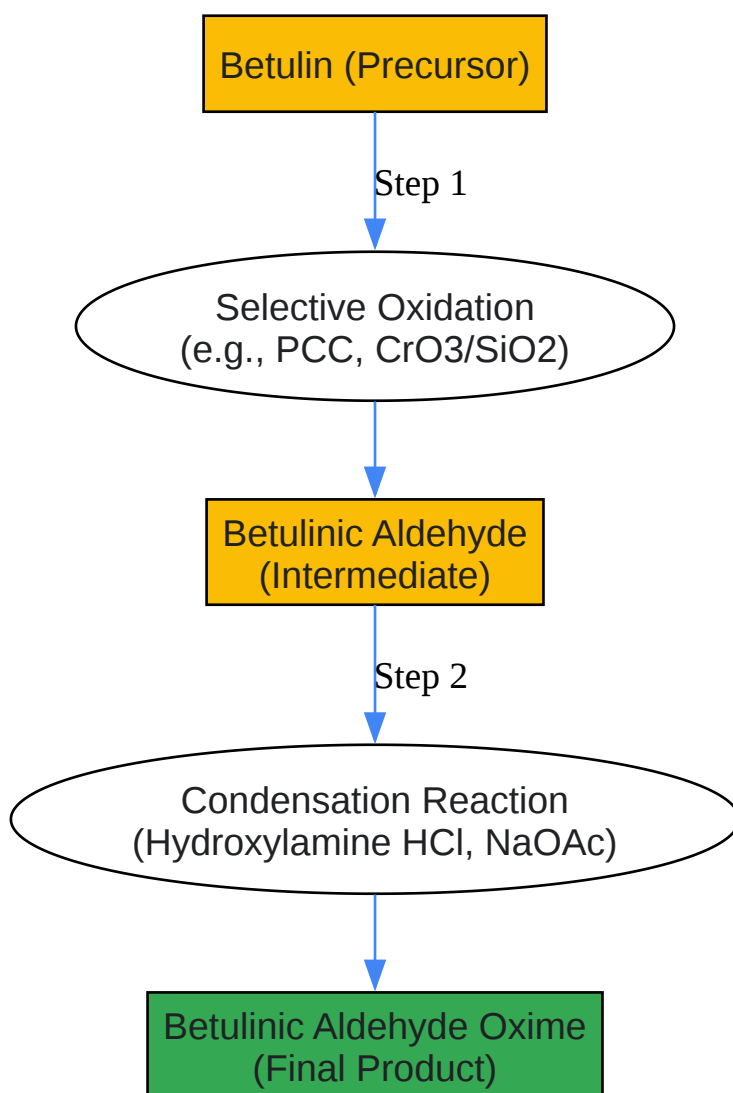 Betulin (Precursor)
Step 1
Selective Oxidation
(e.g., PCC, CrO3/SiO2)
Betulinic Aldehyde
(Intermediate)
Step 2
Condensation Reaction
(Hydroxylamine HCl, NaOAc)
Betulinic Aldehyde Oxime
(Final Product)